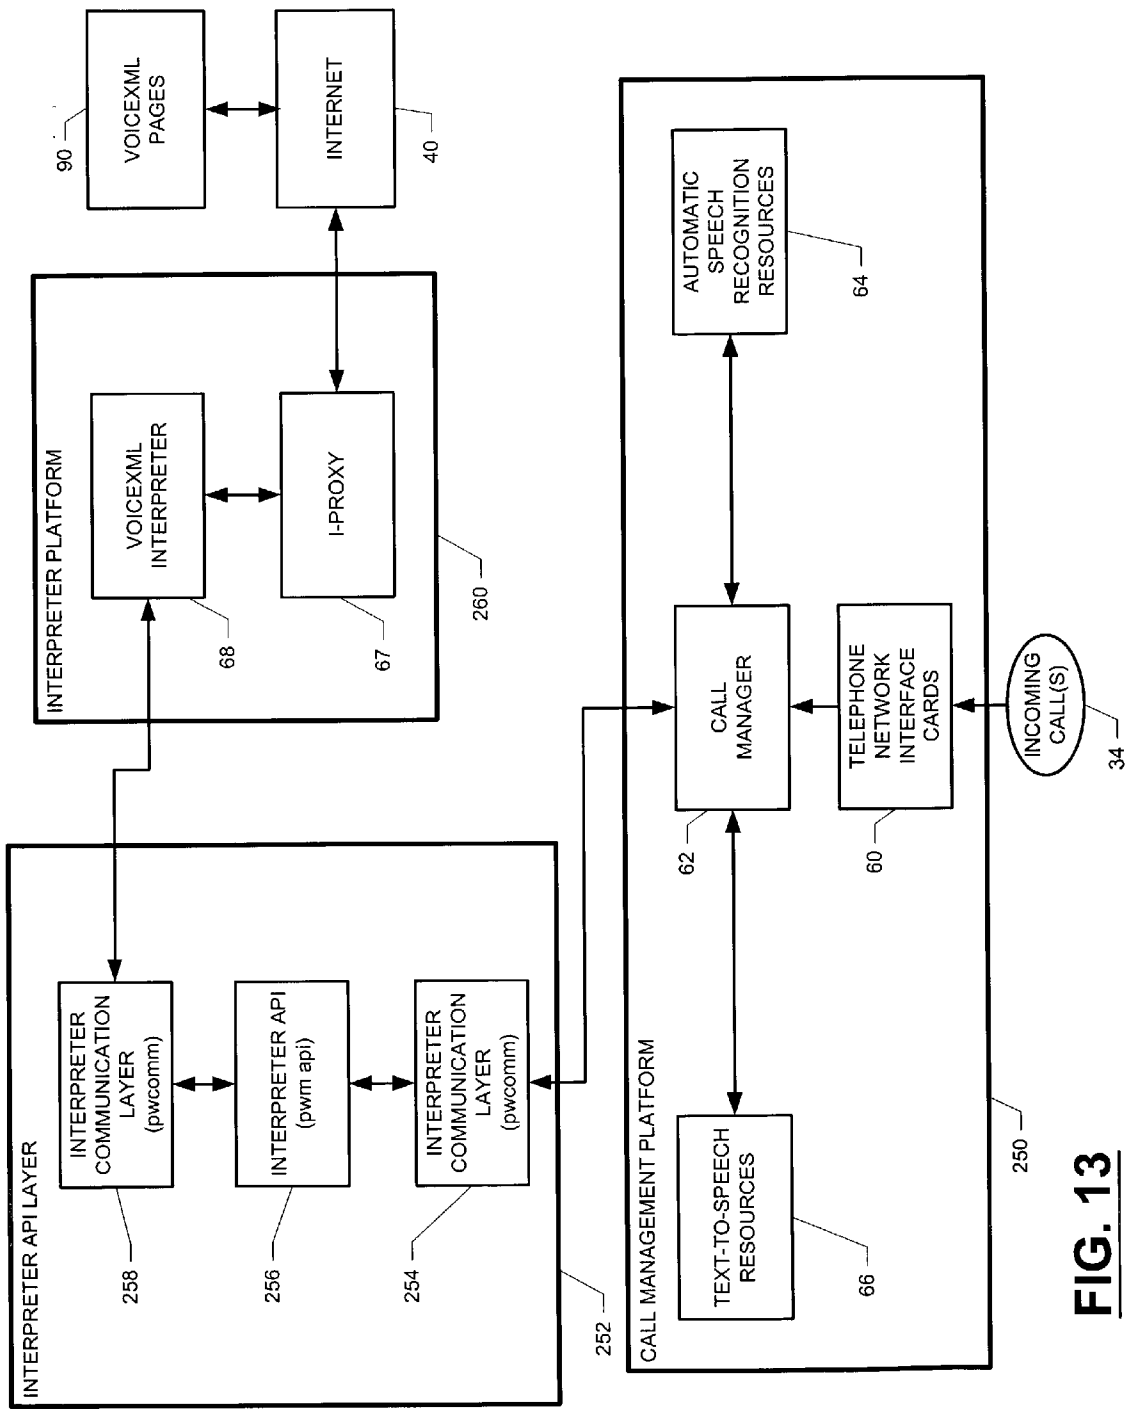 INTERPRETER API LAYER
INTERPRETER
COMMUNICATION
LAYER
(pwcomm)
258
INTERPRETER API
(pwm api)
256
INTERPRETER
COMMUNICATION
LAYER
(pwcomm)
254
252
INTERPRETER PLATFORM
VOICEXML
INTERPRETER
68
I-PROXY
67
260
90
VOICEXML
PAGES
INTERNET
40
CALL MANAGEMENT PLATFORM
TEXT-TO-SPEECH
RESOURCES
66
CALL
MANAGER
62
AUTOMATIC
SPEECH
RECOGNITION
RESOURCES
64
TELEPHONE
NETWORK
INTERFACE
CARDS
60
250
INCOMING
CALL(S)
34
FIG. 13